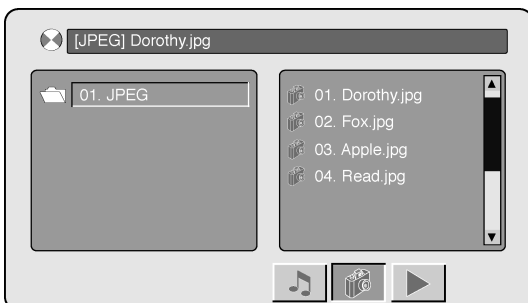 [JPEG] Dorothy.jpg
01. JPEG
01. Dorothy.jpg
02. Fox.jpg
03. Apple.jpg
04. Read.jpg